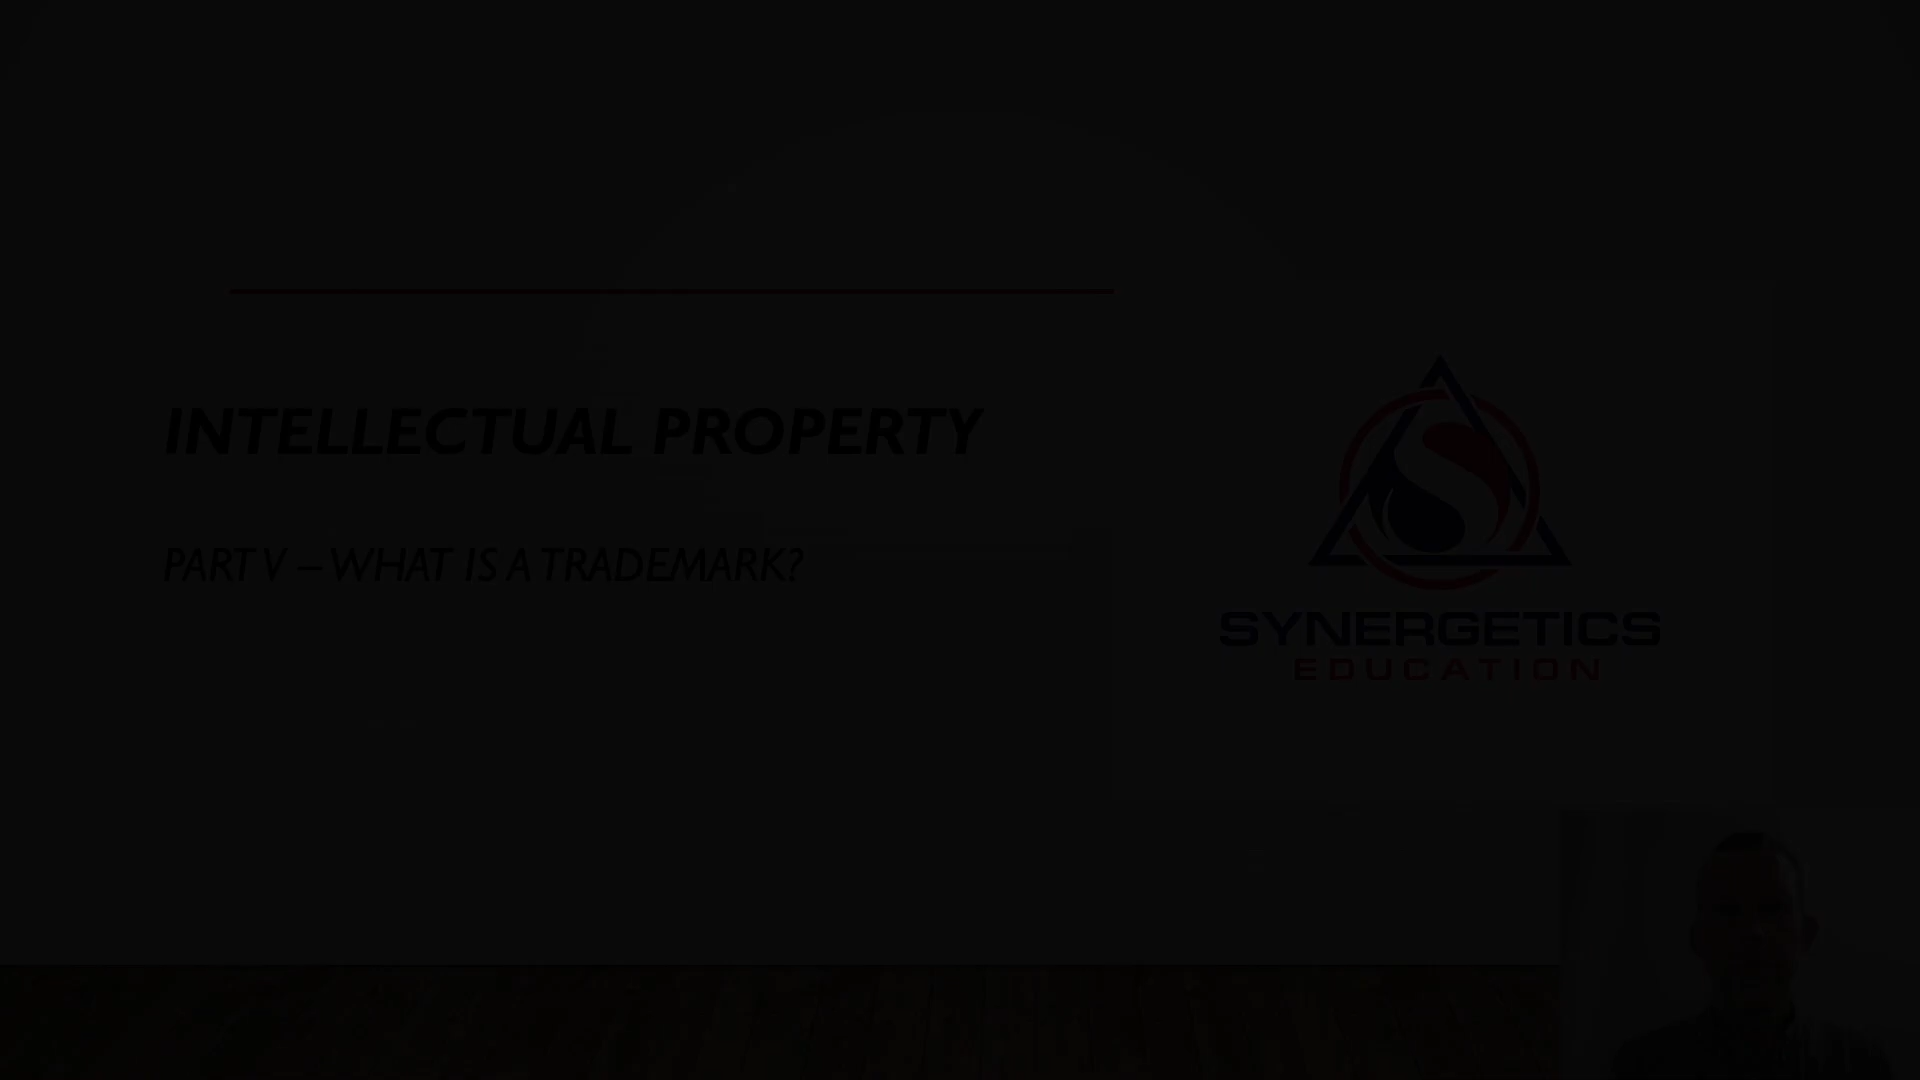 INTELLECTUAL PROPERTY
PART V – WHAT IS A TRADEMARK?
SYNERGETICS
EDUCATION